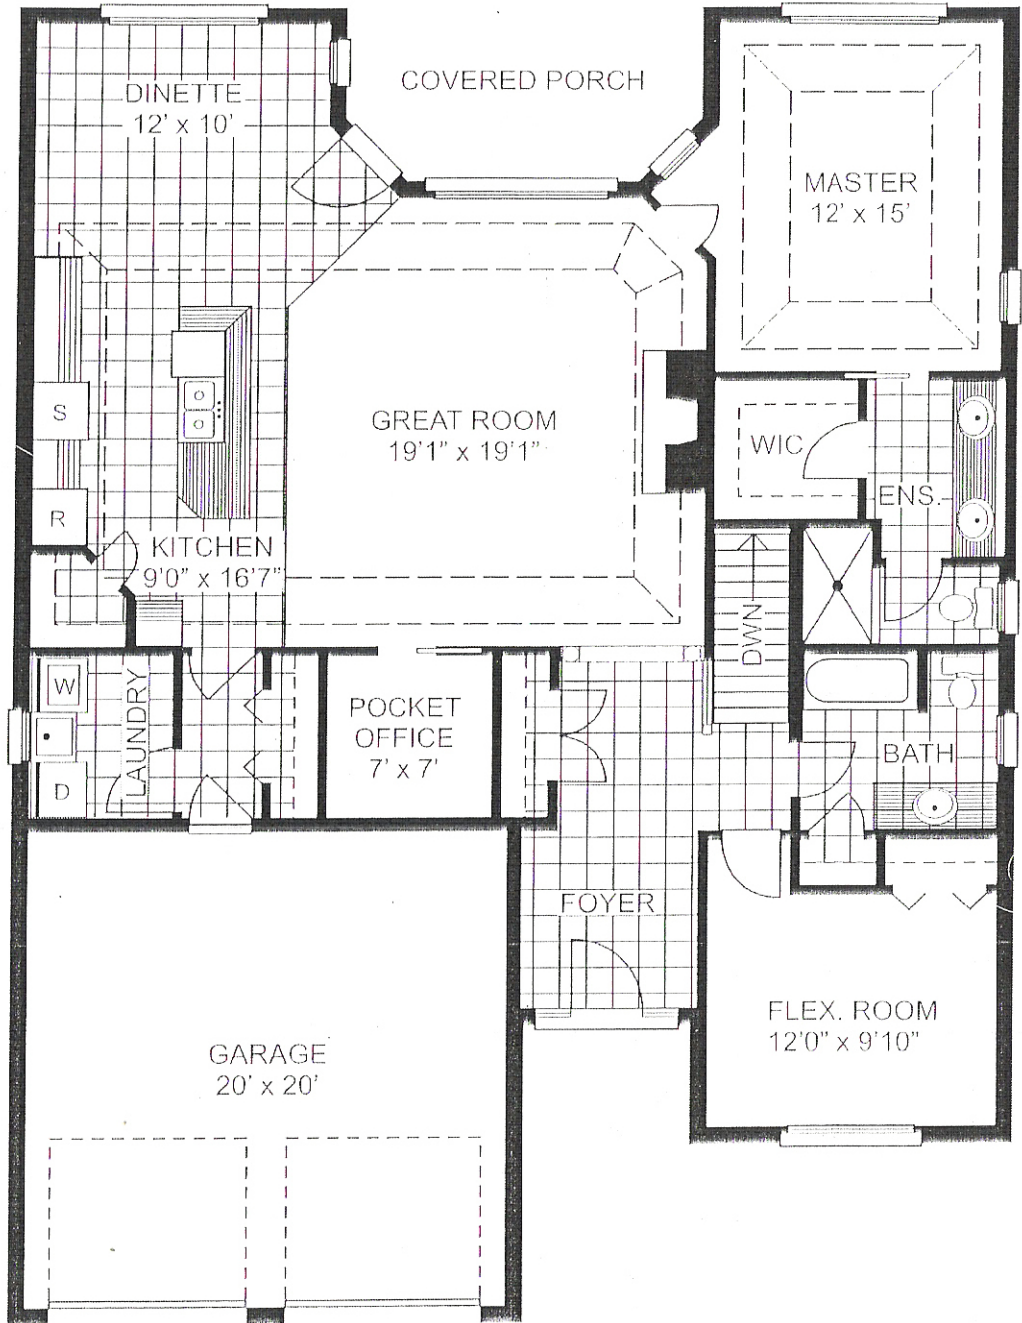 COVERED PORCH
DINETTE
12' x 10'
MASTER
12' x 15'
S
GREAT ROOM
19'1" x 19'1"
WIC
ENS.
R
KITCHEN
9'0" x 16'7"
DWN
W
LAUNDRY
D
POCKET
OFFICE
7' x 7'
BATH
FOYER
FLEX. ROOM
12'0" x 9'10"
GARAGE
20' x 20'